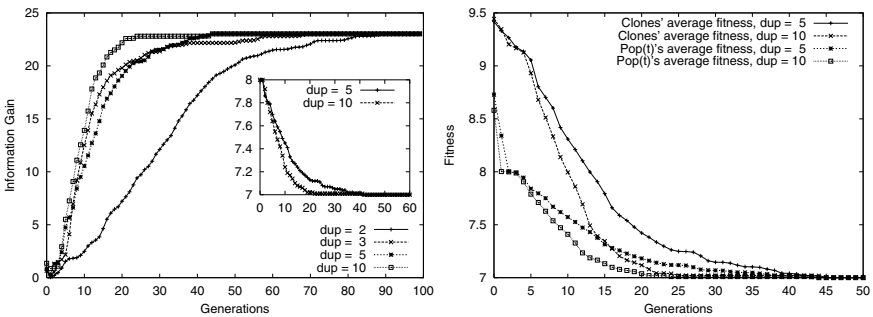 25
20
15
10
5
0
0 10 20 30 40 50 60 70 80 90 100
Information Gain
Generations
8
7.8
7.6
7.4
7.2
7
0 10 20 30 40 50 60
dup = 5
dup = 10
dup = 2
dup = 3
dup = 5
dup = 10
9.5
9
8.5
8
7.5
7
0 5 10 15 20 25 30 35 40 45 50
Fitness
Generations
Clones' average fitness, dup = 5
Clones' average fitness, dup = 10
Pop(t)'s average fitness, dup = 5
Pop(t)'s average fitness, dup = 10